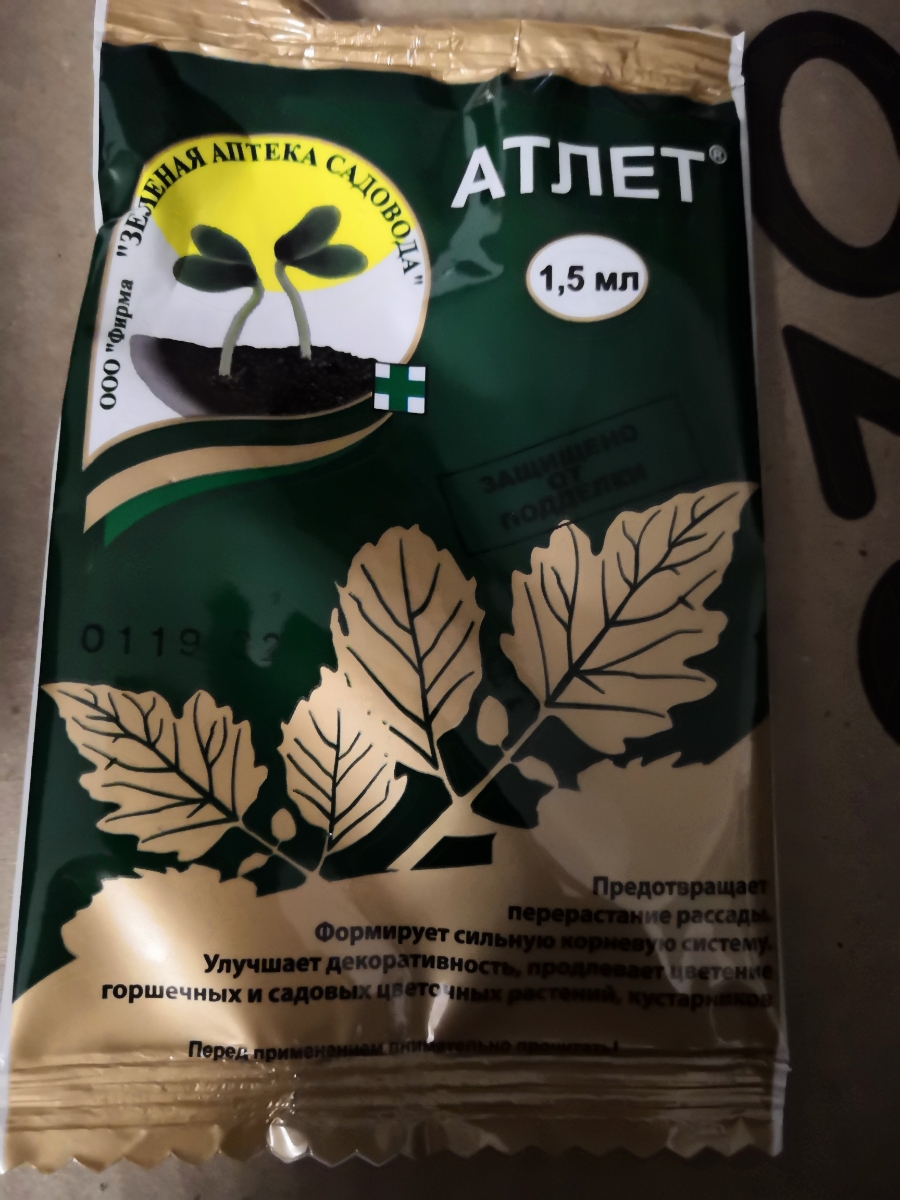 ООО "Фирма "ЗЕЛЕНАЯ АПТЕКА САДОВОДА"
АТЛЕТ®
1,5 мл
ЗАЩИЩЕНО
ОТ
ПОДДЕЛКИ
0119 32
Предотвращает
перерастание рассады.
Формирует сильную корневую систему.
Улучшает декоративность, продлевает цветение
горшечных и садовых цветочных растений, кустарников
Перед применением внимательно прочитать!